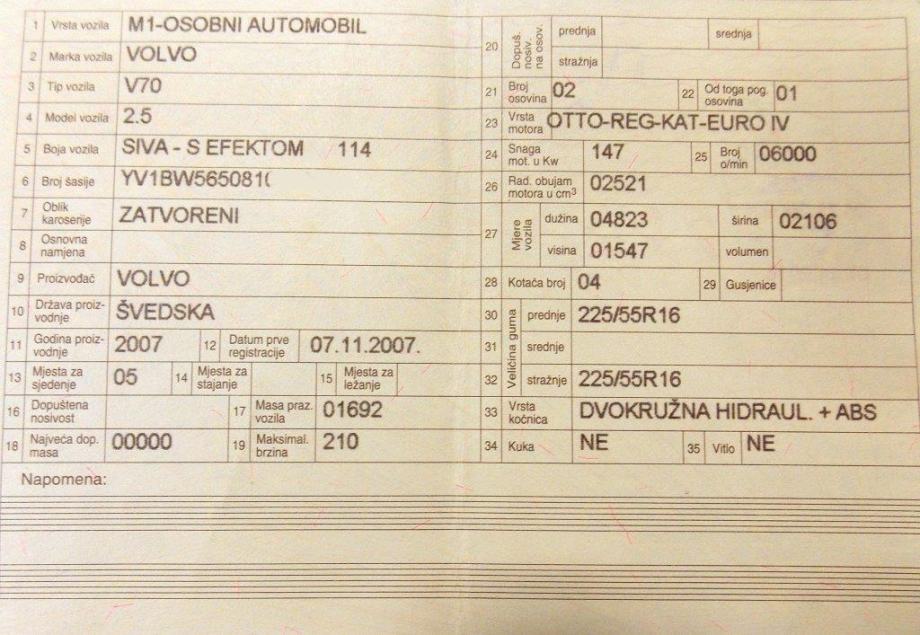 1 Vrsta vozila M1-OSOBNI AUTOMOBIL
2 Marka vozila VOLVO
3 Tip vozila V70
4 Model vozila 2.5
5 Boja vozila SIVA - S EFEKTOM 114
6 Broj šasije YV1BW565081
7 Oblik karoserije ZATVORENI
8 Osnovna namjena
9 Proizvođač VOLVO
10 Država proiz-
vodnje ŠVEDSKA
11 Godina proiz-
vodnje 2007 12 Datum prve registracije 07.11.2007.
13 Mjesta za sjedenje 05 14 Mjesta za stajanje 15 Mjesta za ležanje
16 Dopuštena nosivost 17 Masa praz. vozila 01692
18 Najveća dop. masa 00000 19 Maksimal. brzina 210
Napomena:
20 Dopuš. nosiv. na osov. prednja srednja
stražnja
21 Broj osovina 02 22 Od toga pog. osovina 01
23 Vrsta motora OTTO-REG-KAT-EURO IV
24 Snaga mot. u Kw 147 25 Broj o/min 06000
26 Rad. obujam motora u cm³ 02521
27 Mjere vozila dužina 04823 širina 02106
visina 01547 volumen
28 Kotača broj 04 29 Gusjenice
Veličina guma
30 prednje 225/55R16
31 srednje
32 stražnje 225/55R16
33 Vrsta kočnica DVOKRUŽNA HIDRAUL. + ABS
34 Kuka NE 35 Vitlo NE